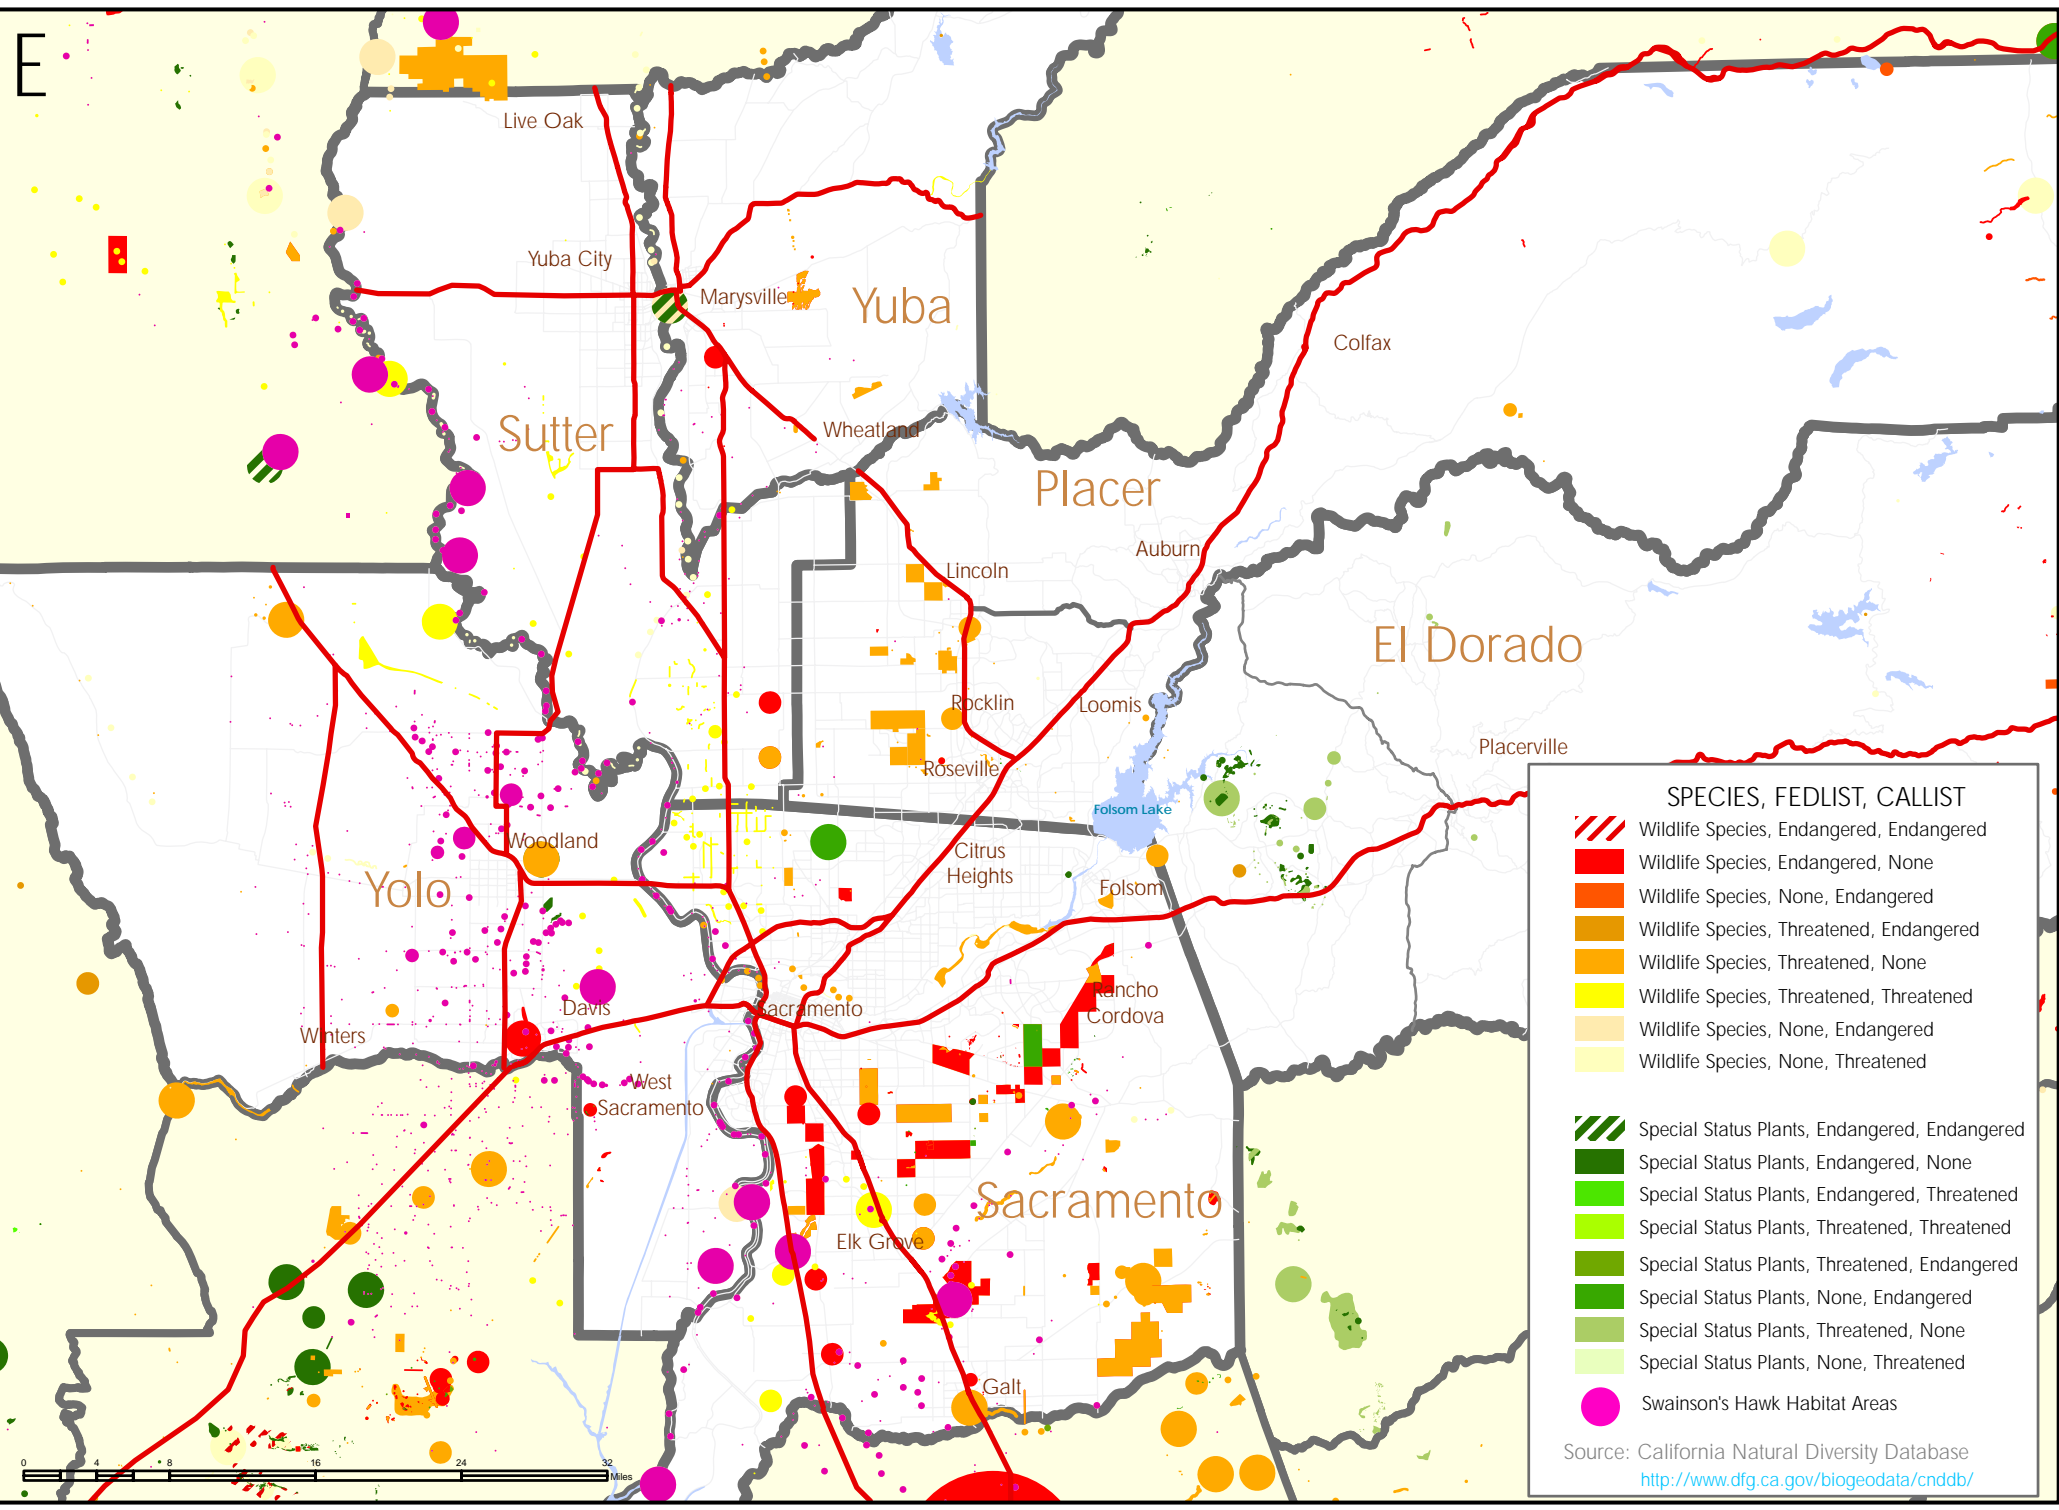 E
Live Oak
Yuba City
Marysville
Yuba
Colfax
Sutter
Wheatland
Placer
Auburn
Lincoln
El Dorado
Rocklin
Loomis
Placerville
Roseville
Folsom Lake
Woodland
Citrus
Heights
Yolo
Folsom
Davis
Sacramento
Rancho
Cordova
Winters
West
Sacramento
Sacramento
Elk Grove
Galt
SPECIES, FEDLIST, CALLIST
Wildlife Species, Endangered, Endangered
Wildlife Species, Endangered, None
Wildlife Species, None, Endangered
Wildlife Species, Threatened, Endangered
Wildlife Species, Threatened, None
Wildlife Species, Threatened, Threatened
Wildlife Species, None, Endangered
Wildlife Species, None, Threatened
Special Status Plants, Endangered, Endangered
Special Status Plants, Endangered, None
Special Status Plants, Endangered, Threatened
Special Status Plants, Threatened, Threatened
Special Status Plants, Threatened, Endangered
Special Status Plants, None, Endangered
Special Status Plants, Threatened, None
Special Status Plants, None, Threatened
Swainson's Hawk Habitat Areas
Source: California Natural Diversity Database
http://www.dfg.ca.gov/biogeodata/cnddb/
0 4 8 16 24 32
Miles